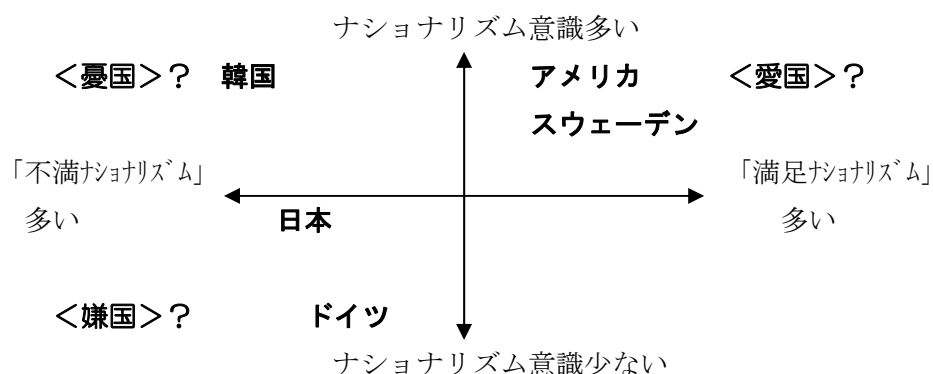 ナショナリズム意識多い
＜憂国＞？ 韓国 アメリカ ＜愛国＞？
スウェーデン
「不満ﾅｼｮﾅﾘｽﾞﾑ」 「満足ﾅｼｮﾅﾘｽﾞﾑ」
多い 日本 多い
＜嫌国＞？ ドイツ
ナショナリズム意識少ない